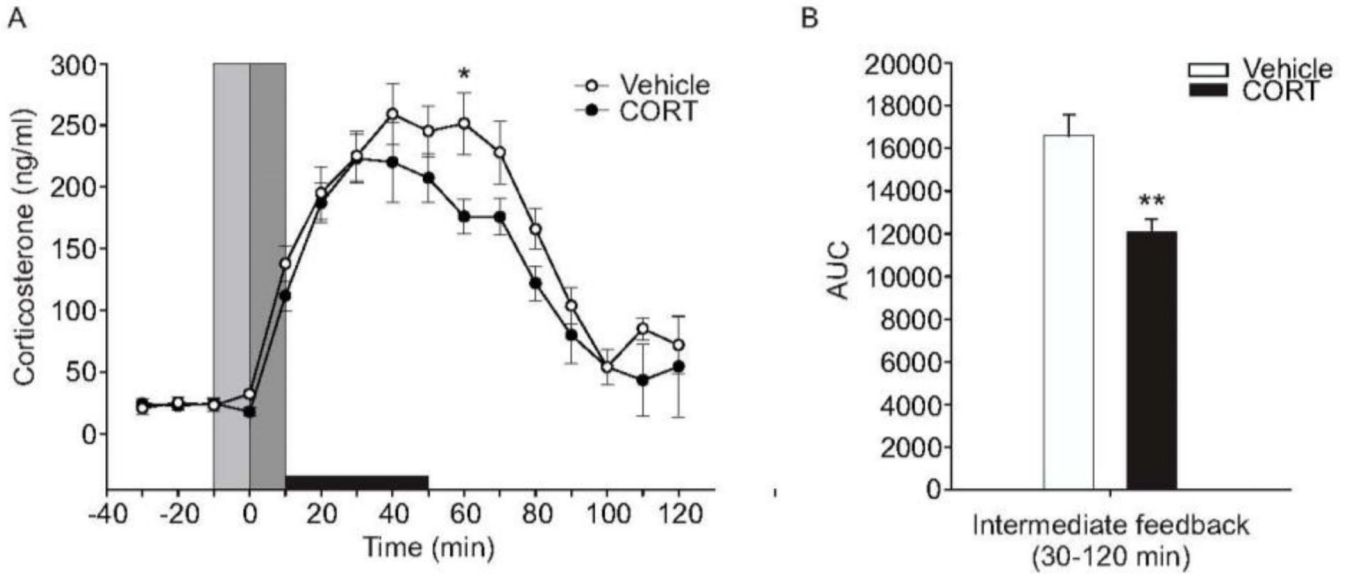 A
Corticosterone (ng/ml)
300
250
200
150
100
50
0
*
Vehicle
CORT
-40 -20 0 20 40 60 80 100 120
Time (min)
B
AUC
20000
18000
16000
14000
12000
10000
8000
6000
4000
2000
0
Vehicle
CORT
**
Intermediate feedback
(30-120 min)